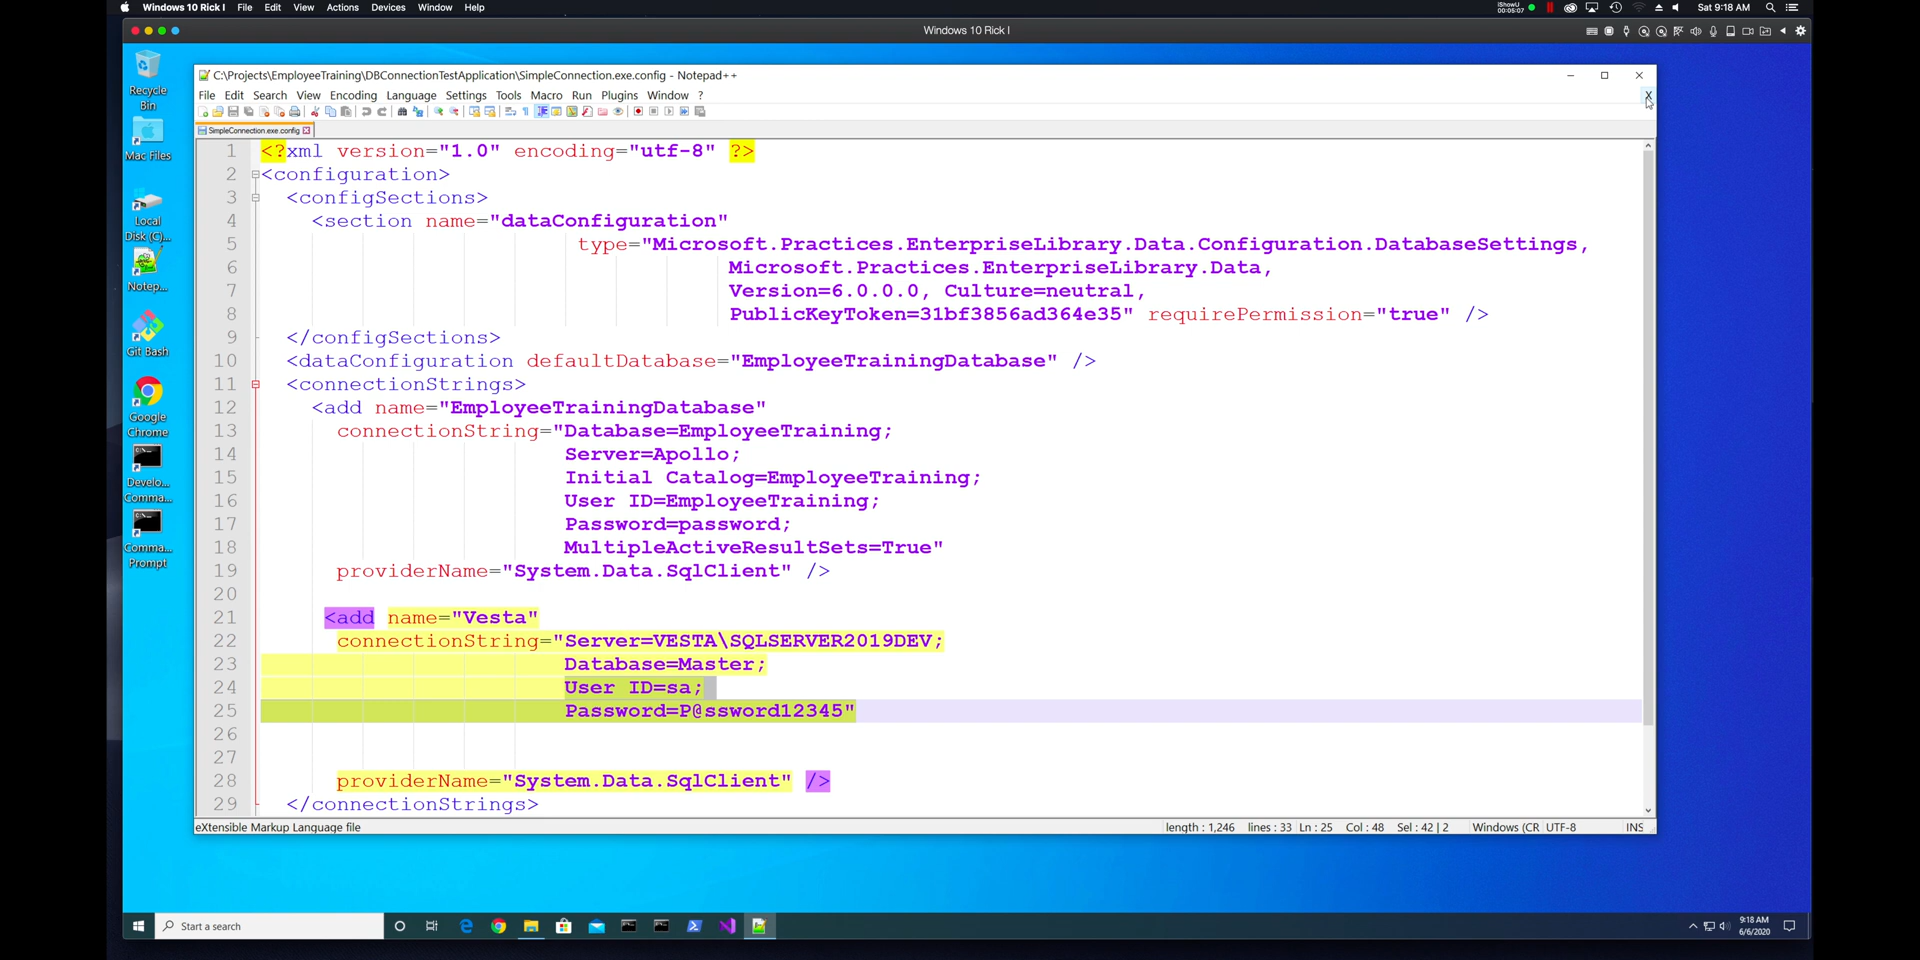 Windows 10 Rick I File Edit View Actions Devices Window Help
iShowU
00:05:07
Sat 9:18 AM
Windows 10 Rick I
C:\Projects\EmployeeTraining\DBConnectionTestApplication\SimpleConnection.exe.config - Notepad++
File Edit Search View Encoding Language Settings Tools Macro Run Plugins Window ?
X
SimpleConnection.exe.config
Recycle
Bin
Mac Files
Local
Disk (C)...
Notep...
Git Bash
Google
Chrome
Develo...
Comma...
Comma...
Prompt
1 <?xml version="1.0" encoding="utf-8" ?>
2 <configuration>
3 <configSections>
4 <section name="dataConfiguration"
5 type="Microsoft.Practices.EnterpriseLibrary.Data.Configuration.DatabaseSettings,
6 Microsoft.Practices.EnterpriseLibrary.Data,
7 Version=6.0.0.0, Culture=neutral,
8 PublicKeyToken=31bf3856ad364e35" requirePermission="true" />
9 </configSections>
10 <dataConfiguration defaultDatabase="EmployeeTrainingDatabase" />
11 <connectionStrings>
12 <add name="EmployeeTrainingDatabase"
13 connectionString="Database=EmployeeTraining;
14 Server=Apollo;
15 Initial Catalog=EmployeeTraining;
16 User ID=EmployeeTraining;
17 Password=password;
18 MultipleActiveResultSets=True"
19 providerName="System.Data.SqlClient" />
20
21 <add name="Vesta"
22 connectionString="Server=VESTA\SQLSERVER2019DEV;
23 Database=Master;
24 User ID=sa;
25 Password=P@ssword12345"
26
27
28 providerName="System.Data.SqlClient" />
29 </connectionStrings>
eXtensible Markup Language file length : 1,246 lines : 33 Ln : 25 Col : 48 Sel : 42 | 2 Windows (CR UTF-8 INS
Start a search
9:18 AM
6/6/2020